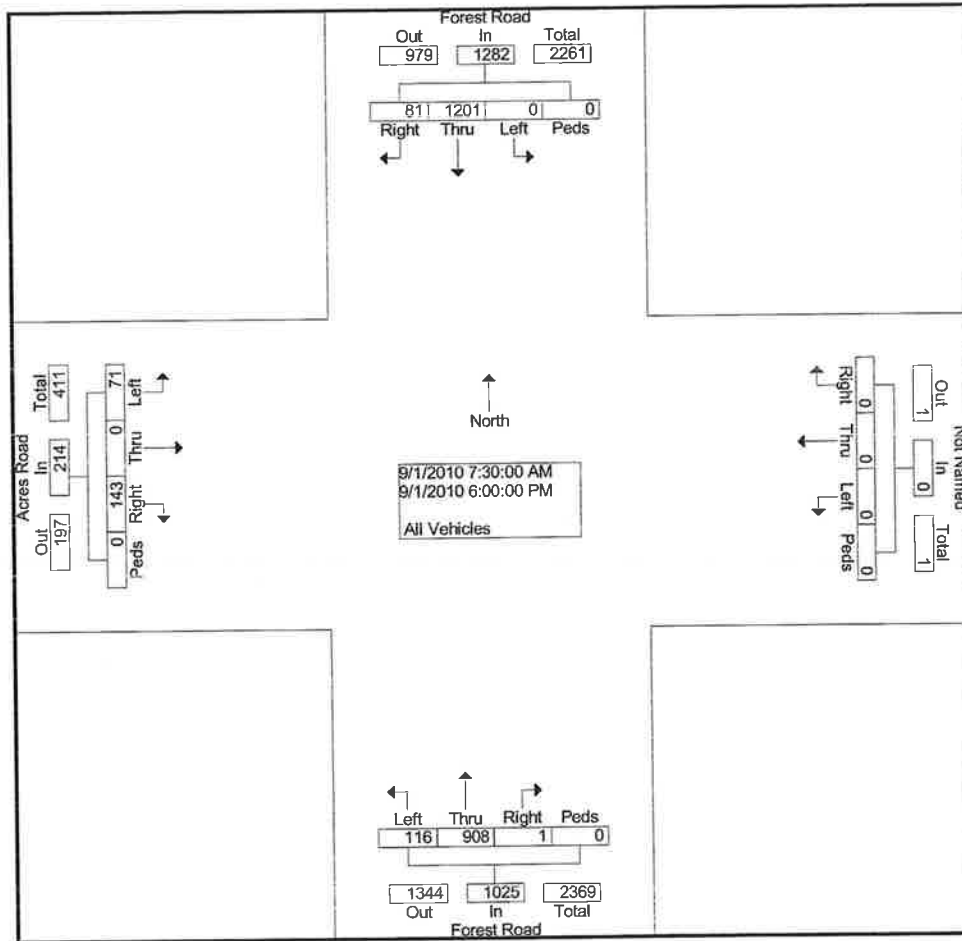 Forest Road
Out In Total
979 1282 2261
81 1201 0 0
Right Thru Left Peds
Acres Road
Total In Out
411 214 197
71 0 143 0
Left Thru Right Peds
North
9/1/2010 7:30:00 AM
9/1/2010 6:00:00 PM
All Vehicles
Right Thru Left Peds
0 0 0 0
Out In Total
1 0 1
Not Named
Left Thru Right Peds
116 908 1 0
1344 1025 2369
Out In Total
Forest Road